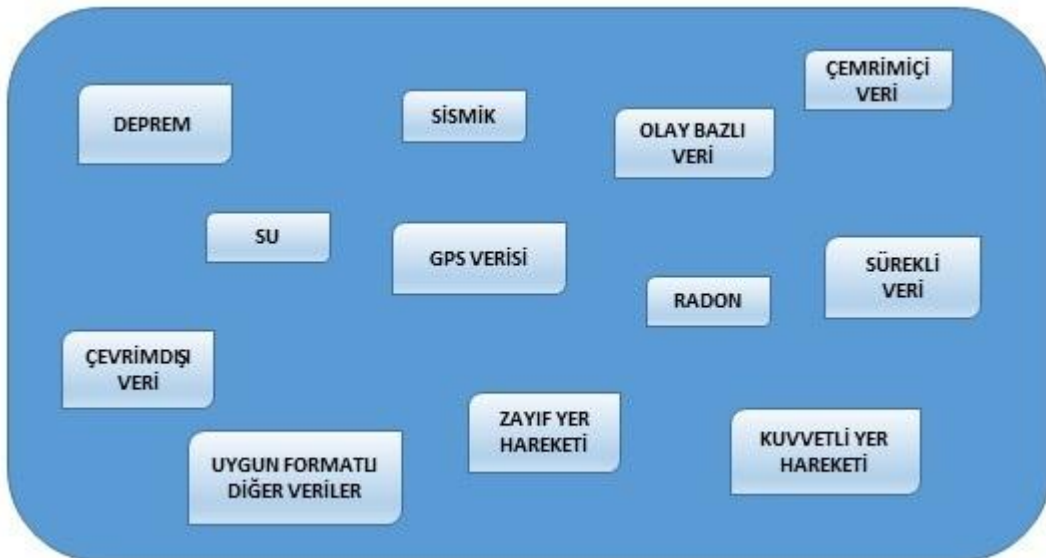 DEPREM
SİSMİK
ÇEMRİMİÇİ
VERİ
OLAY BAZLI
VERİ
SU
GPS VERİSİ
RADON
SÜREKLİ
VERİ
ÇEVRİMDIŞI
VERİ
ZAYIF YER
HAREKETİ
KUVVETLİ YER
HAREKETİ
UYGUN FORMATLI
DİĞER VERİLER